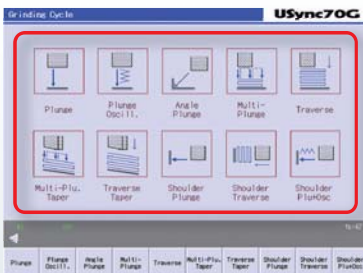 Grinding Cycle
USync70G
Plunge
Plunge Oscill.
Angle Plunge
Multi-Plunge
Traverse
Multi-Plu. Taper
Traverse Taper
Shoulder Plunge
Shoulder Traverse
Shoulder Plu+Osc
Plunge
Plunge Oscill.
Angle Plunge
Multi-Plunge
Traverse
Multi-Plu. Taper
Traverse Taper
Shoulder Plunge
Shoulder Traverse
Shoulder Plu+Osc